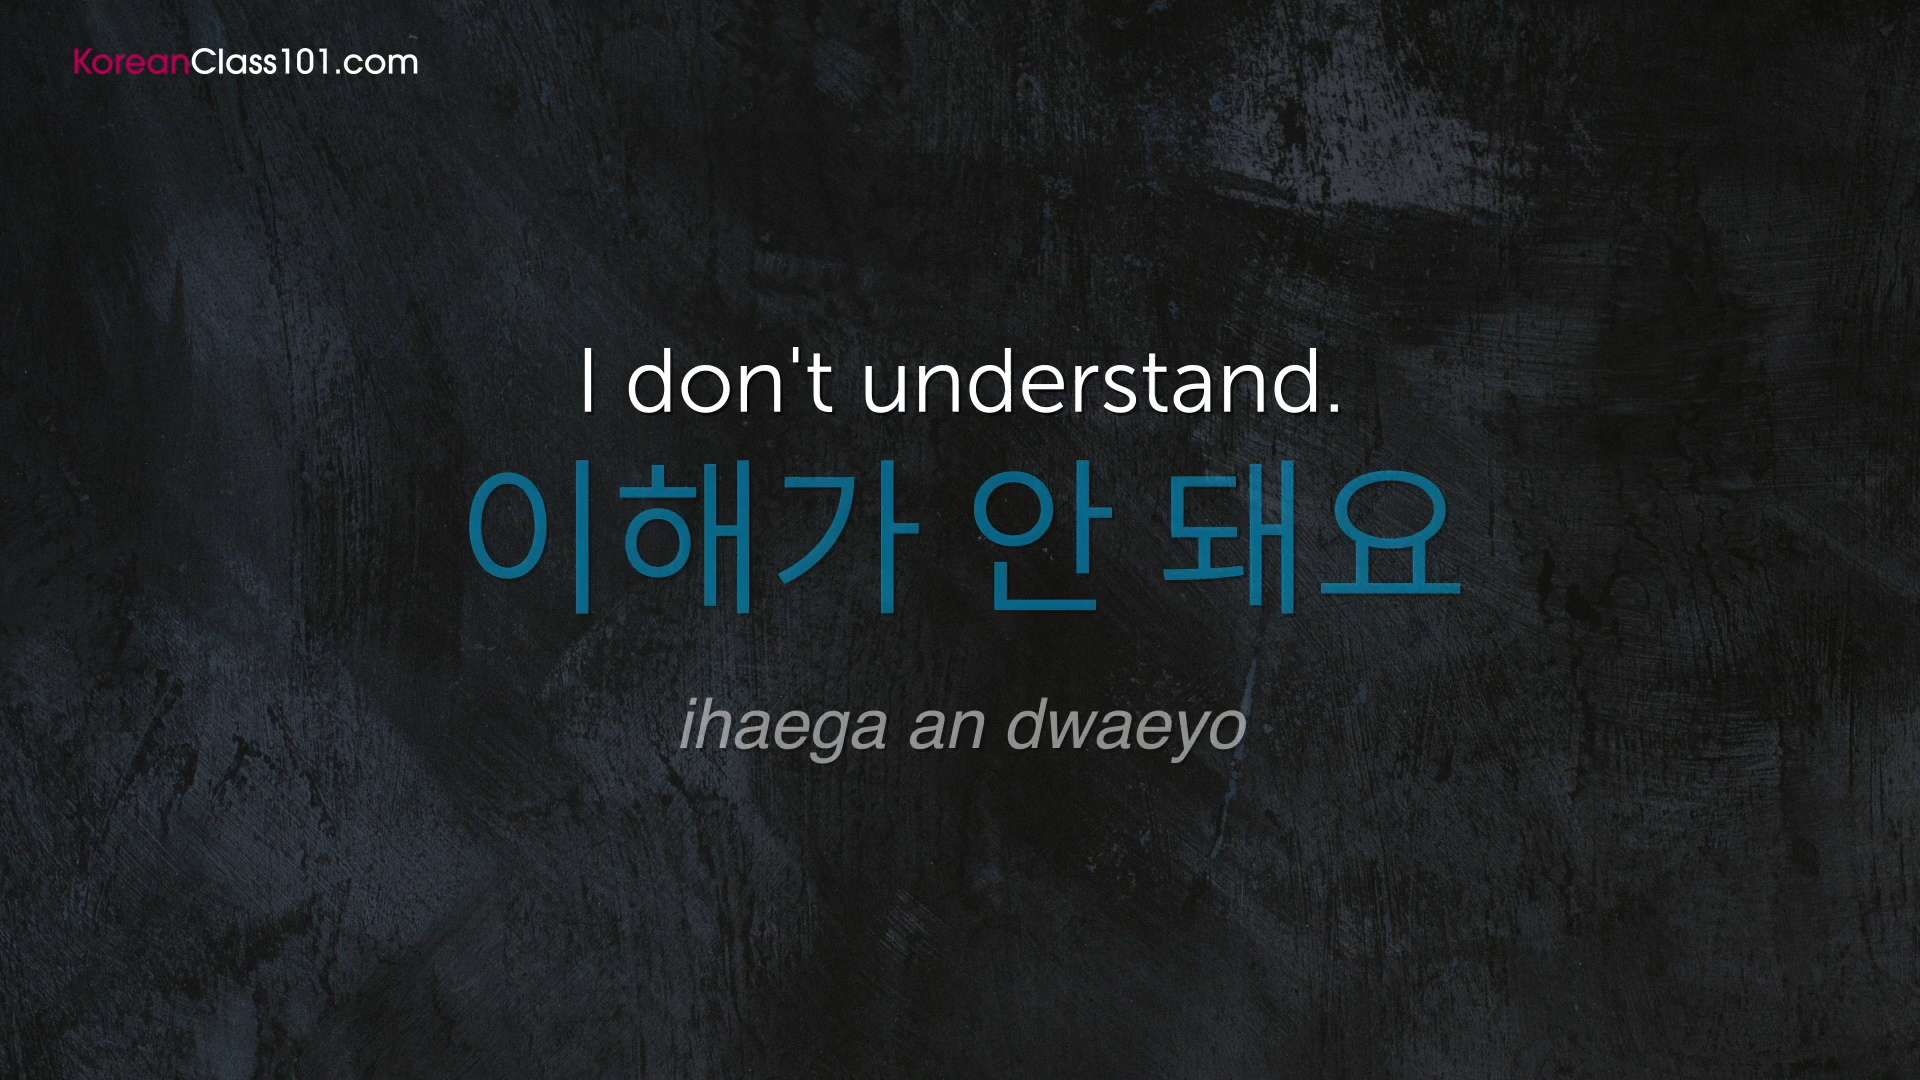 KoreanClass101.com
I don't understand.
이해가 안 돼요
ihaega an dwaeyo